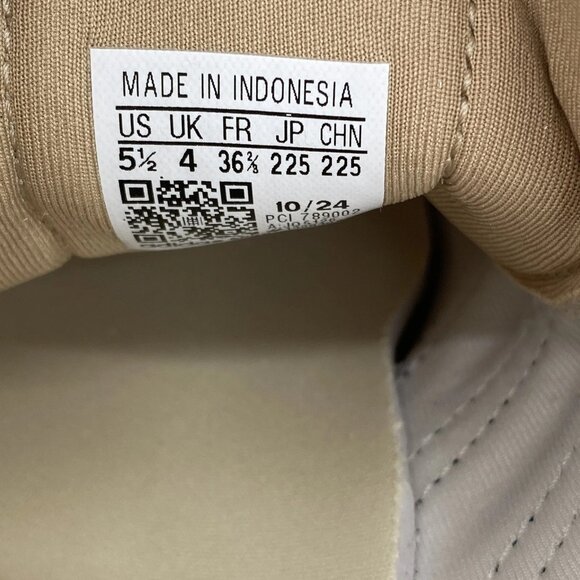 MADE IN INDONESIA
US UK FR JP CHN
5½ 4 36⅔ 225 225
10/24
PCI 789002